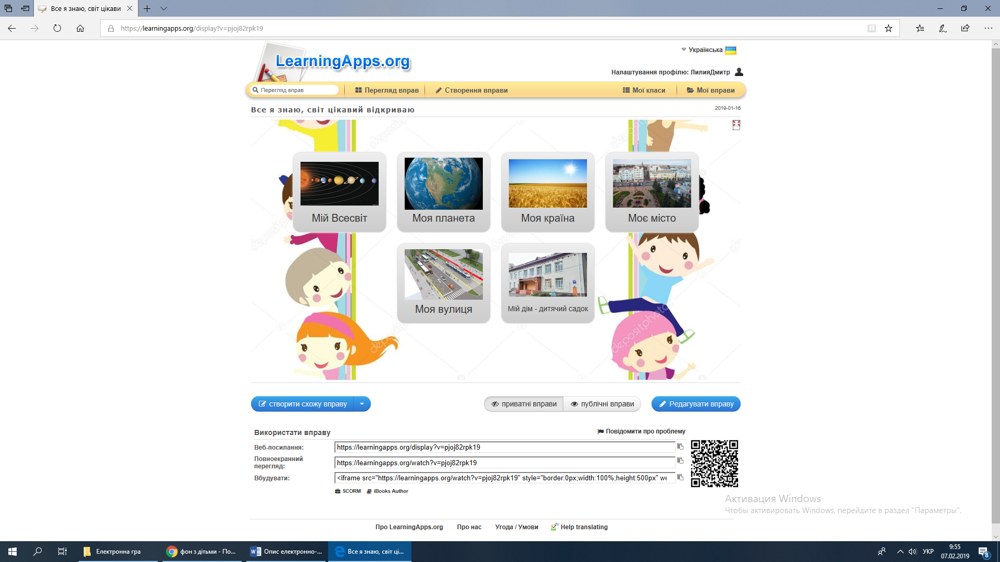 Все я знаю, світ цікави
https://learningapps.org/display?v=pjoj82rpk19
LearningApps.org
Українська
Налаштування профілю: ЛилияДмитр
Перегляд вправ
Перегляд вправ
Створення вправи
Мої класи
Мої вправи
Все я знаю, світ цікавий відкриваю
2019-01-16
Мій Всесвіт
Моя планета
Моя країна
Моє місто
Моя вулиця
Мій дім - дитячий садок
depositphotos
створити схожу вправу
приватні вправи
публічні вправи
Редагувати вправу
Використати вправу
Повідомити про проблему
Веб-посилання:
https://learningapps.org/display?v=pjoj82rpk19
Повноекранний
перегляд:
https://learningapps.org/watch?v=pjoj82rpk19
Вбудувати:
<iframe src="https://learningapps.org/watch?v=pjoj82rpk19" style="border:0px;width:100%;height:500px" we
SCORM
iBooks Author
Активация Windows
Чтобы активировать Windows, перейдите в раздел "Параметры".
Про LearningApps.org
Про нас
Угода / Умови
Help translating
Електронна гра
фон з дітьми - По...
Опис електронно-...
Все я знаю, світ ці...
УКР
9:55
07.02.2019
8